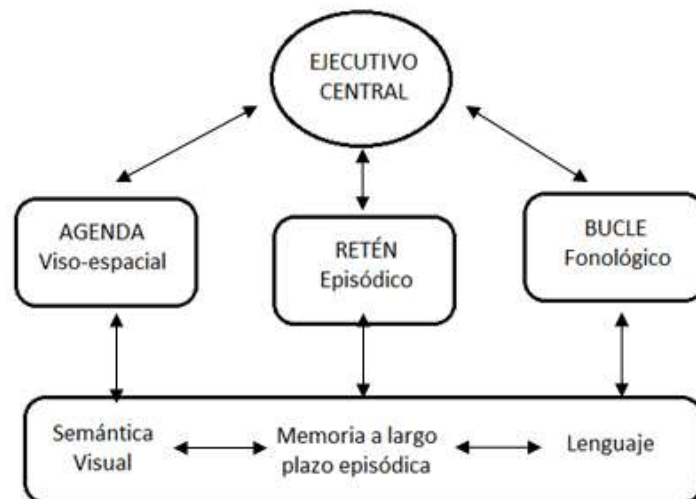 EJECUTIVO
CENTRAL
AGENDA
Viso-espacial
RETÉN
Episódico
BUCLE
Fonológico
Semántica
Visual
Memoria a largo
plazo episódica
Lenguaje